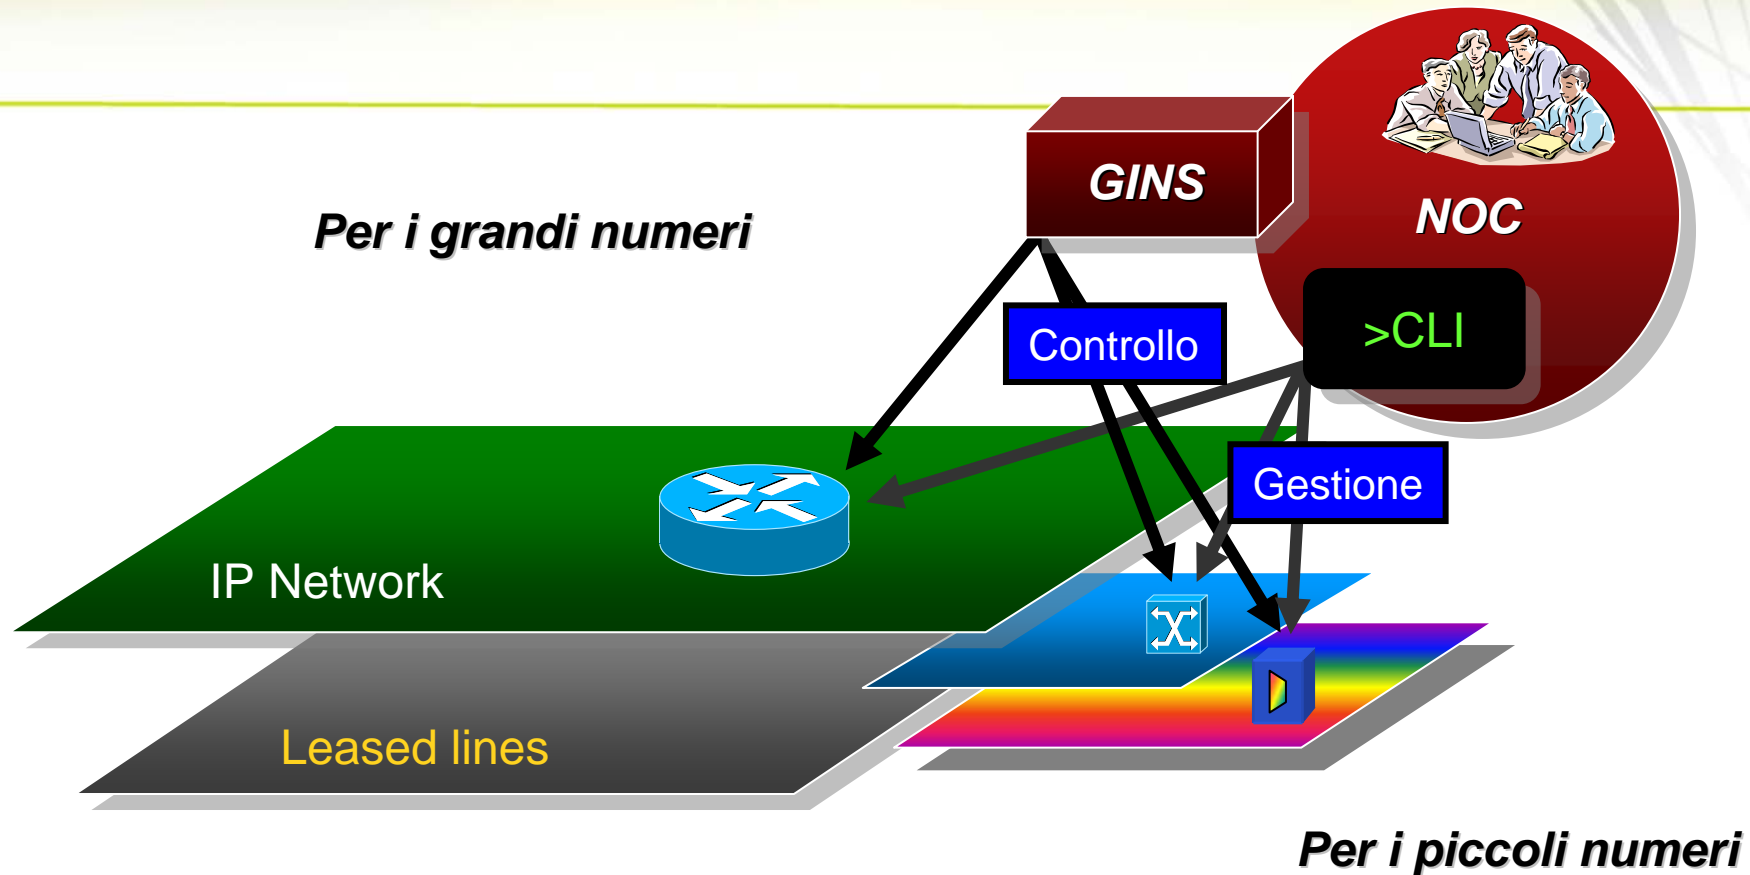 GINS
NOC
Per i grandi numeri
>CLI
Controllo
Gestione
IP Network
Leased lines
Per i piccoli numeri